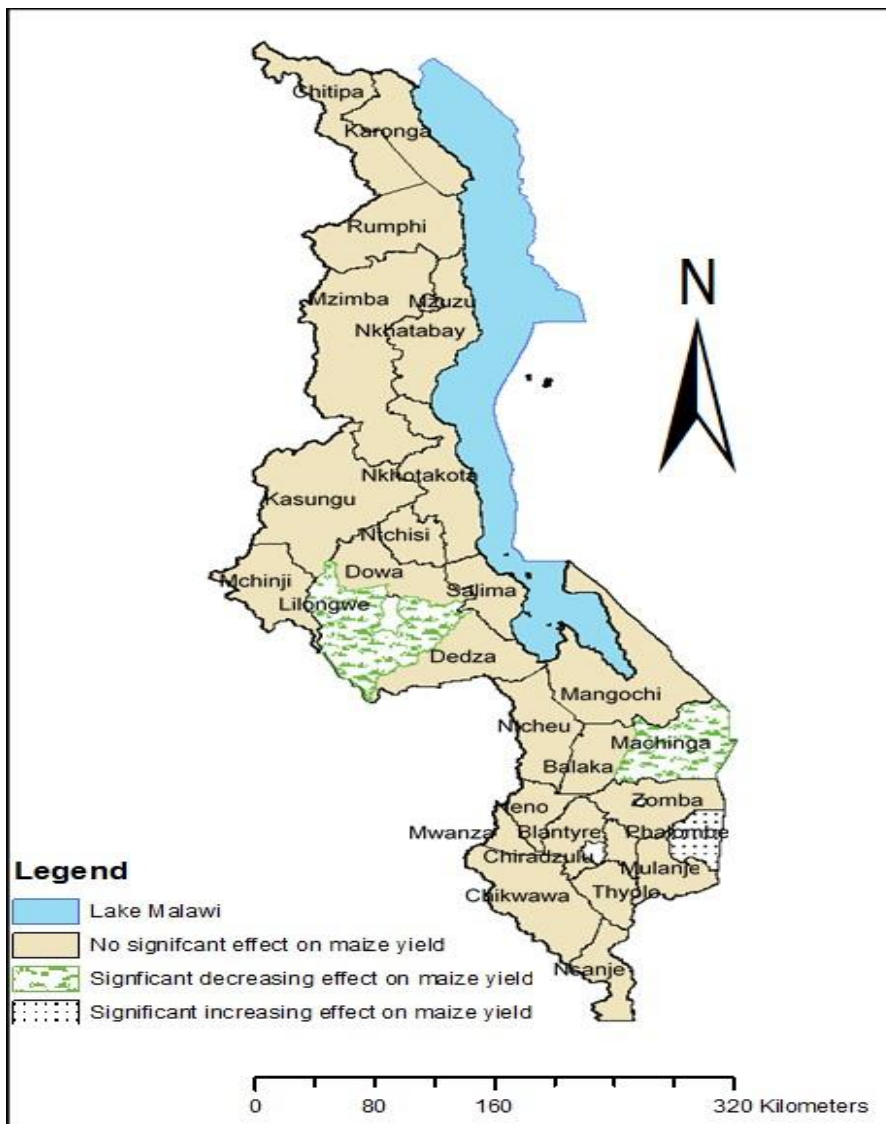 Chitipa
Karonga
Rumphi
N
Mzimba
Mzuzu
Nkhatabay
Nkhotakota
Kasungu
Ntchisi
Dowa
Mchinji
Salima
Lilongwe
Dedza
Mangochi
Ntcheu
Machinga
Balaka
Zomba
Neno
Mwanza
Blantyre
Phalombe
Chiradzulu
Mulanje
Chikwawa
Thyolo
Nsanje
Legend
Lake Malawi
No signifcant effect on maize yield
Signficant decreasing effect on maize yield
Significant increasing effect on maize yield
0 80 160 320 Kilometers